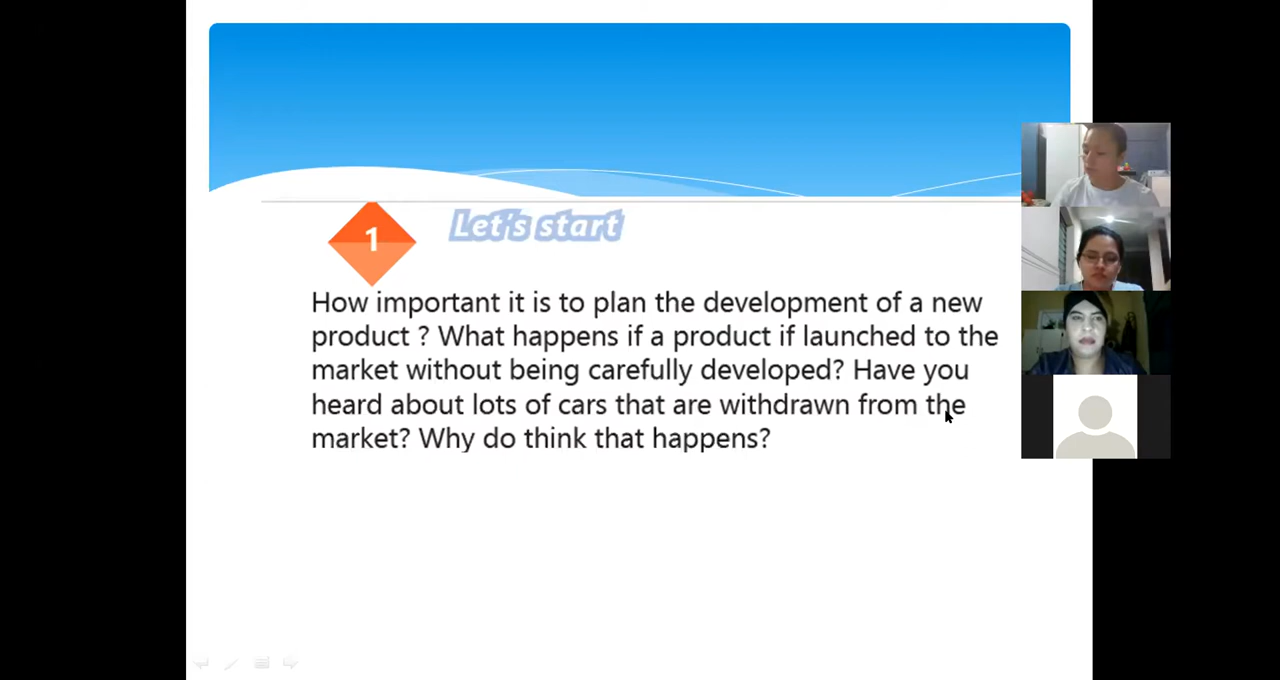 1
Let's start
How important it is to plan the development of a new
product ? What happens if a product if launched to the
market without being carefully developed? Have you
heard about lots of cars that are withdrawn from the
market? Why do think that happens?